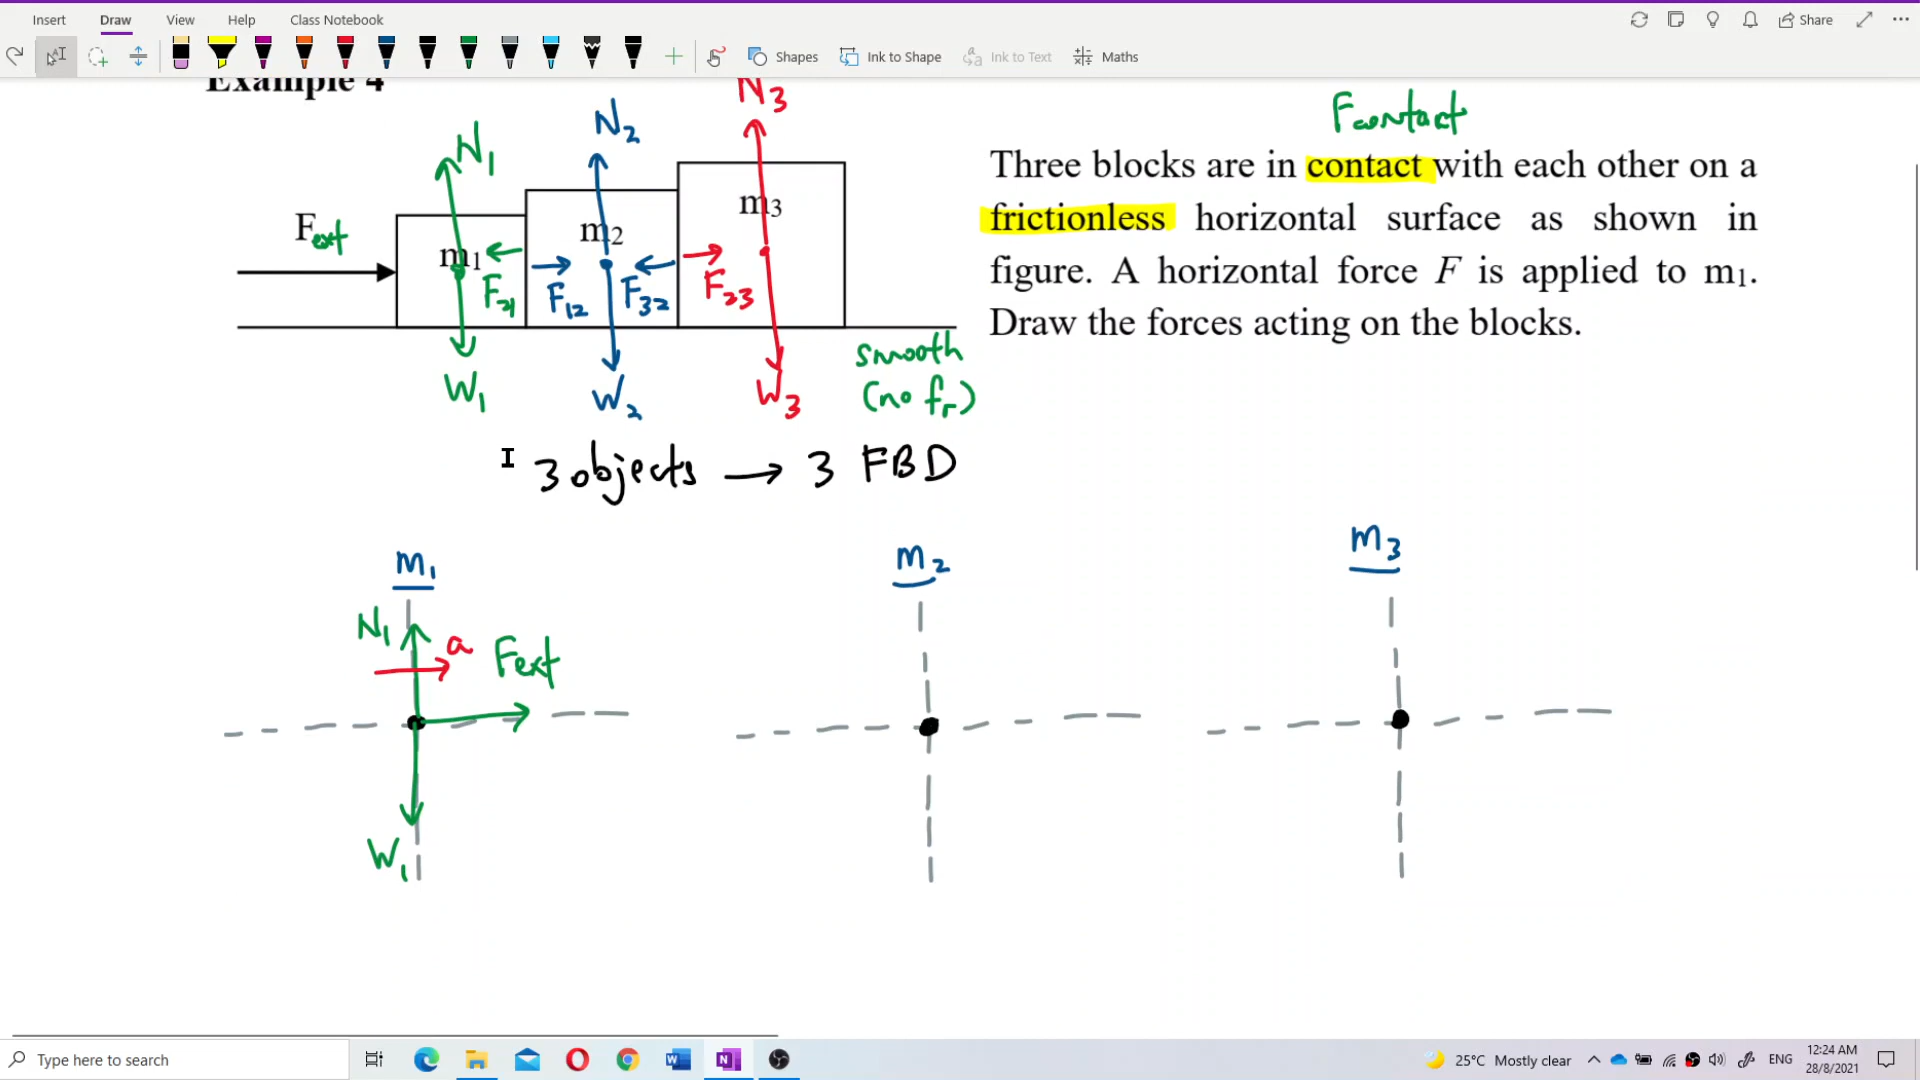 Insert Draw View Help Class Notebook Share
Shapes Ink to Shape Ink to Text Maths
Example 4
N3
N2
N1
Fcontact
Three blocks are in contact with each other on a
frictionless horizontal surface as shown in
figure. A horizontal force F is applied to m1.
Draw the forces acting on the blocks.
Fext
m1
m2
m3
F21
F12
F32
F23
W1
W2
W3
smooth
(no fr)
3 objects → 3 FBD
m1
m2
m3
N1
a
Fext
W1
Type here to search
25°C Mostly clear
ENG
12:24 AM
28/8/2021